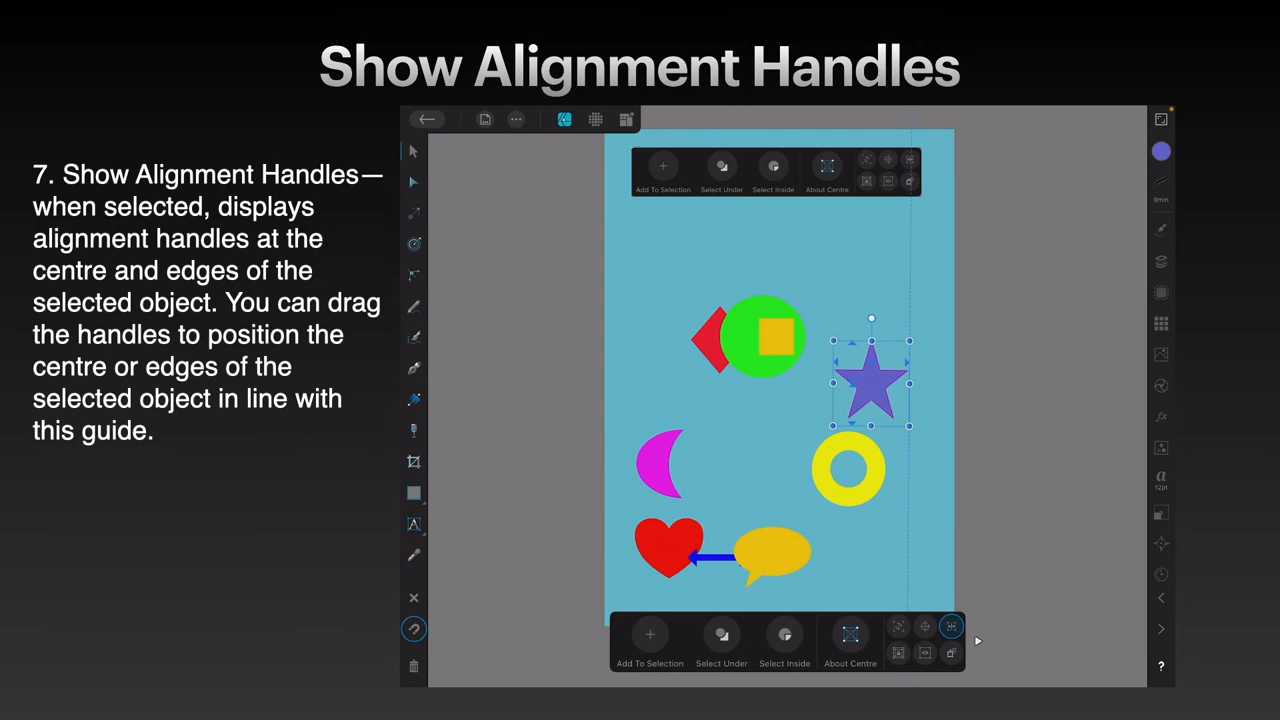 Show Alignment Handles
7. Show Alignment Handles—
when selected, displays
alignment handles at the
centre and edges of the
selected object. You can drag
the handles to position the
centre or edges of the
selected object in line with
this guide.
Add To Selection
Select Under
Select Inside
About Centre
0mm
a
12pt
Add To Selection
Select Under
Select Inside
About Centre
?